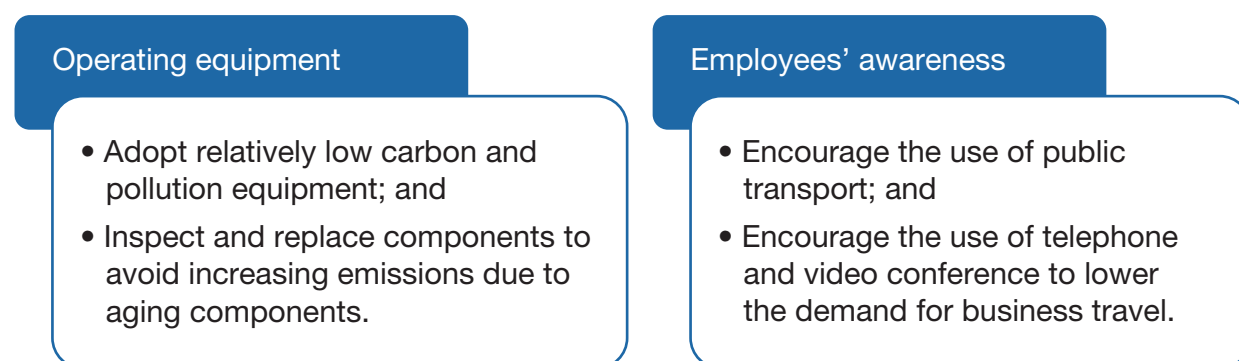 Operating equipment
• Adopt relatively low carbon and
pollution equipment; and
• Inspect and replace components to
avoid increasing emissions due to
aging components.
Employees’ awareness
• Encourage the use of public
transport; and
• Encourage the use of telephone
and video conference to lower
the demand for business travel.